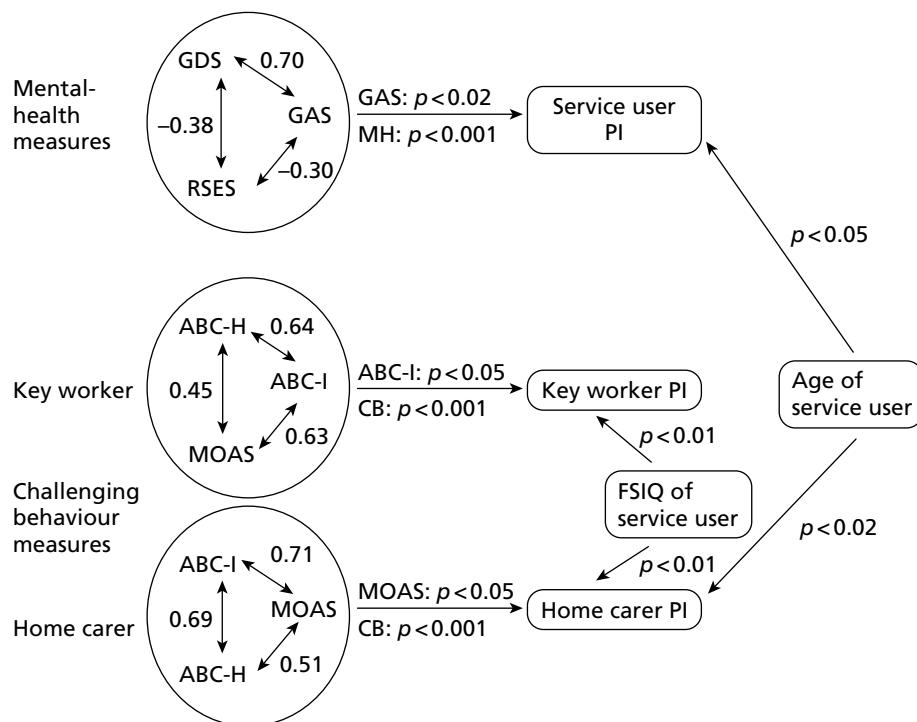 Mental-
health
measures
GDS
0.70
GAS
–0.38
–0.30
RSES
GAS: p<0.02
MH: p<0.001
Service user
PI
p<0.05
Key worker
ABC-H
0.64
ABC-I
0.45
0.63
MOAS
ABC-I: p<0.05
CB: p<0.001
Key worker PI
Age of
service user
p<0.01
FSIQ of
service user
p<0.02
p<0.01
Challenging
behaviour
measures
Home carer
ABC-I
0.71
MOAS
0.69
0.51
ABC-H
MOAS: p<0.05
CB: p<0.001
Home carer PI